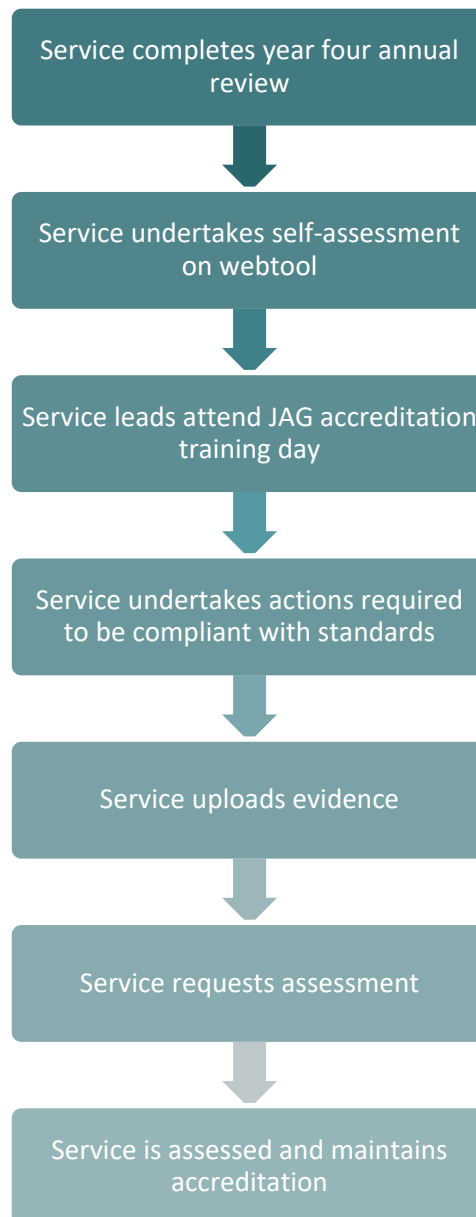 Service completes year four annual
review
Service undertakes self-assessment
on webtool
Service leads attend JAG accreditation
training day
Service undertakes actions required
to be compliant with standards
Service uploads evidence
Service requests assessment
Service is assessed and maintains
accreditation